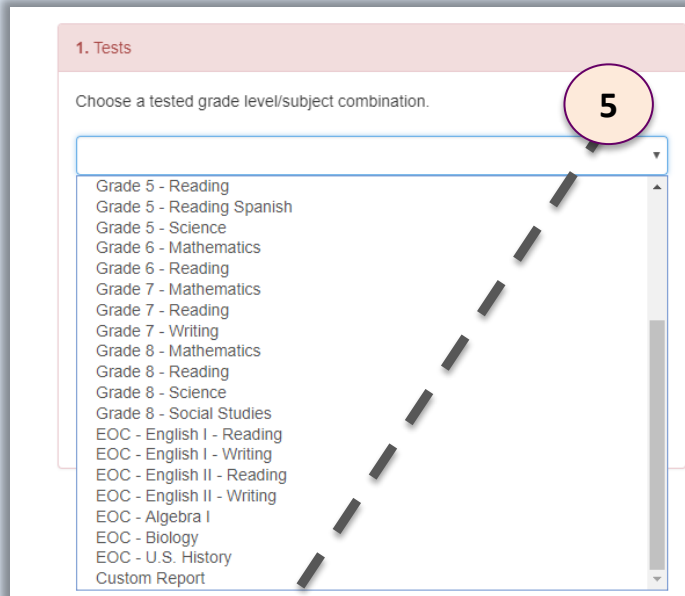 1. Tests
Choose a tested grade level/subject combination.
5
Grade 5 - Reading
Grade 5 - Reading Spanish
Grade 5 - Science
Grade 6 - Mathematics
Grade 6 - Reading
Grade 7 - Mathematics
Grade 7 - Reading
Grade 7 - Writing
Grade 8 - Mathematics
Grade 8 - Reading
Grade 8 - Science
Grade 8 - Social Studies
EOC - English I - Reading
EOC - English I - Writing
EOC - English II - Reading
EOC - English II - Writing
EOC - Algebra I
EOC - Biology
EOC - U.S. History
Custom Report